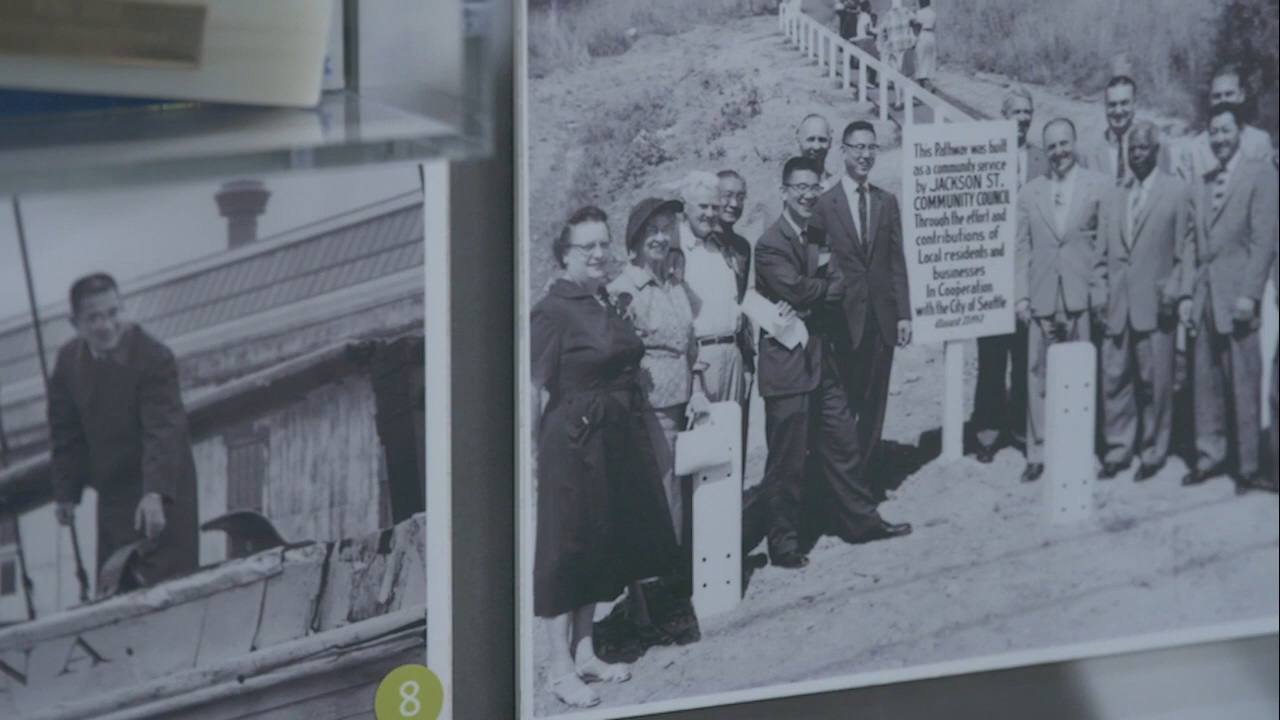 This Pathway was built
as a community service
by JACKSON ST.
COMMUNITY COUNCIL
Through the effort and
contributions of
Local residents and
businesses
In Cooperation
with the City of Seattle
8